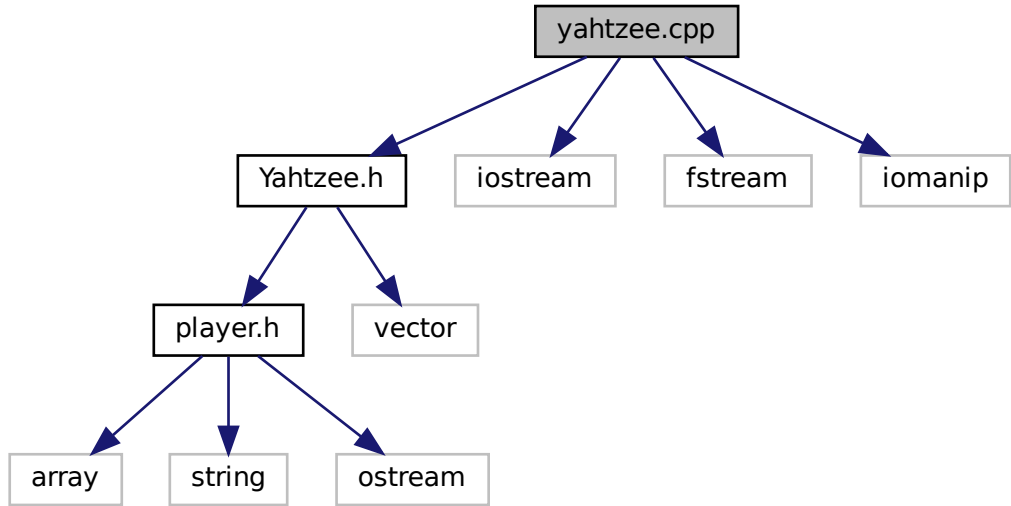 yahtzee.cpp
Yahtzee.h
iostream
fstream
iomanip
player.h
vector
array
string
ostream